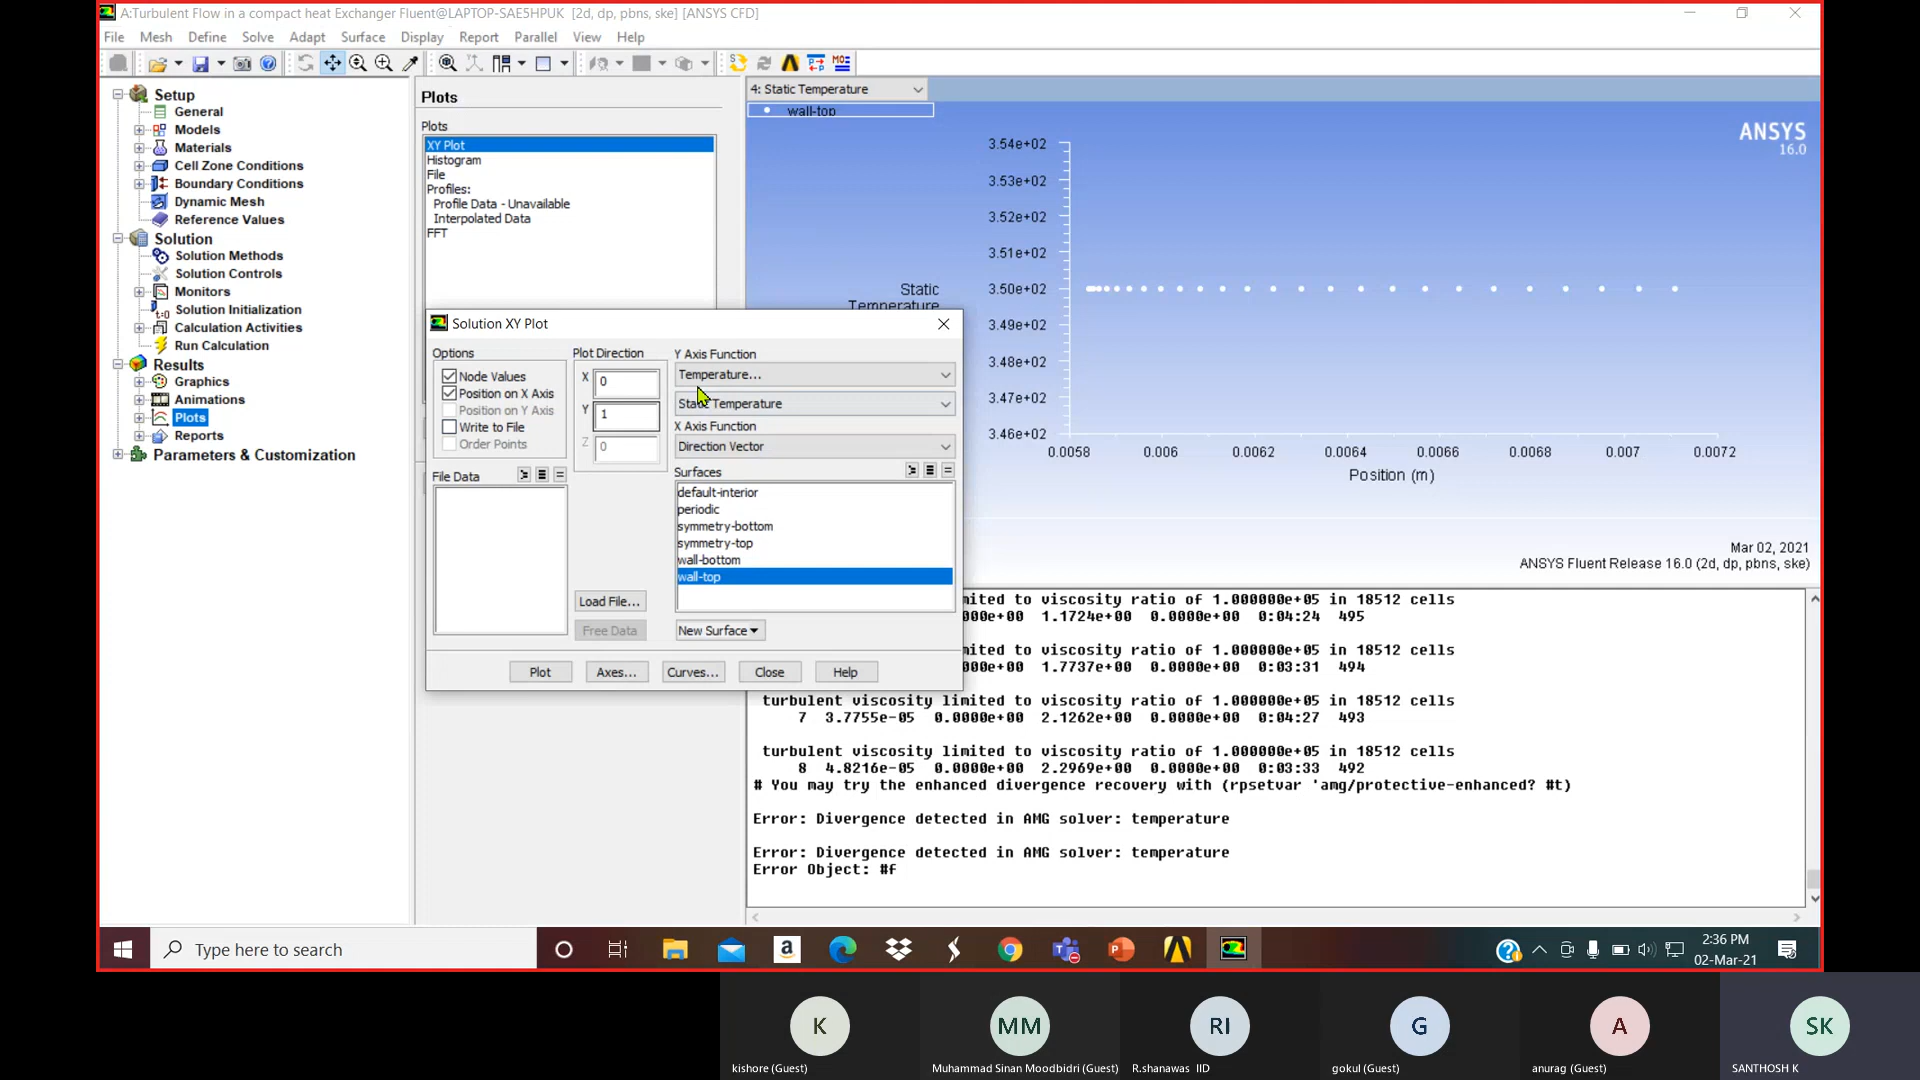 A:Turbulent Flow in a compact heat Exchanger Fluent@LAPTOP-SAE5HPUK [2d, dp, pbns, ske] [ANSYS CFD]
File Mesh Define Solve Adapt Surface Display Report Parallel View Help
Setup
General
Models
Materials
Cell Zone Conditions
Boundary Conditions
Dynamic Mesh
Reference Values
Solution
Solution Methods
Solution Controls
Monitors
Solution Initialization
Calculation Activities
Run Calculation
Results
Graphics
Animations
Plots
Reports
Parameters & Customization
Plots
Plots
XY Plot
Histogram
File
Profiles:
Profile Data - Unavailable
Interpolated Data
FFT
4: Static Temperature
wall-top
ANSYS
16.0
3.54e+02
3.53e+02
3.52e+02
3.51e+02
3.50e+02
3.49e+02
3.48e+02
3.47e+02
3.46e+02
Static
Temperature
0.0058 0.006 0.0062 0.0064 0.0066 0.0068 0.007 0.0072
Position (m)
Mar 02, 2021
ANSYS Fluent Release 16.0 (2d, dp, pbns, ske)
Solution XY Plot
Options
Node Values
Position on X Axis
Position on Y Axis
Write to File
Order Points
Plot Direction
X 0
Y 1
Z 0
Y Axis Function
Temperature...
Static Temperature
X Axis Function
Direction Vector
File Data
Surfaces
default-interior
periodic
symmetry-bottom
symmetry-top
wall-bottom
wall-top
Load File...
Free Data
New Surface
Plot Axes... Curves... Close Help
mited to viscosity ratio of 1.000000e+05 in 18512 cells
000e+00 1.1724e+00 0.0000e+00 0:04:24 495
mited to viscosity ratio of 1.000000e+05 in 18512 cells
000e+00 1.7737e+00 0.0000e+00 0:03:31 494
turbulent viscosity limited to viscosity ratio of 1.000000e+05 in 18512 cells
7 3.7755e-05 0.0000e+00 2.1262e+00 0.0000e+00 0:04:27 493
turbulent viscosity limited to viscosity ratio of 1.000000e+05 in 18512 cells
8 4.8216e-05 0.0000e+00 2.2969e+00 0.0000e+00 0:03:33 492
# You may try the enhanced divergence recovery with (rpsetvar 'amg/protective-enhanced? #t)
Error: Divergence detected in AMG solver: temperature
Error: Divergence detected in AMG solver: temperature
Error Object: #f
Type here to search
2:36 PM
02-Mar-21
K
MM
RI
G
A
SK
kishore (Guest)
Muhammad Sinan Moodbidri (Guest)
R.shanawas IID
gokul (Guest)
anurag (Guest)
SANTHOSH K